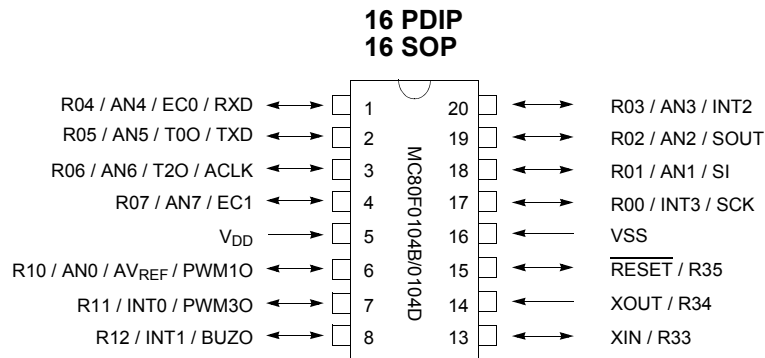 16 PDIP
16 SOP
R04 / AN4 / EC0 / RXD 1 20 R03 / AN3 / INT2
R05 / AN5 / T0O / TXD 2 19 R02 / AN2 / SOUT
R06 / AN6 / T2O / ACLK 3 18 R01 / AN1 / SI
R07 / AN7 / EC1 4 17 R00 / INT3 / SCK
VDD 5 16 VSS
R10 / AN0 / AVREF / PWM1O 6 15 RESET / R35
R11 / INT0 / PWM3O 7 14 XOUT / R34
R12 / INT1 / BUZO 8 13 XIN / R33
MC80F0104B/0104D